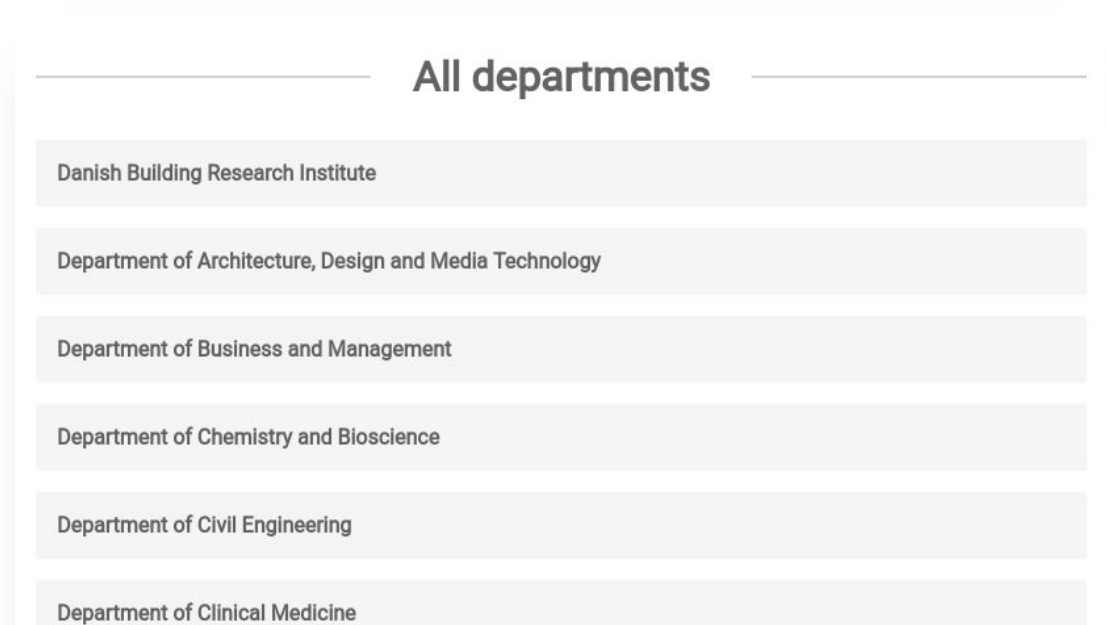 All departments
Danish Building Research Institute
Department of Architecture, Design and Media Technology
Department of Business and Management
Department of Chemistry and Bioscience
Department of Civil Engineering
Department of Clinical Medicine